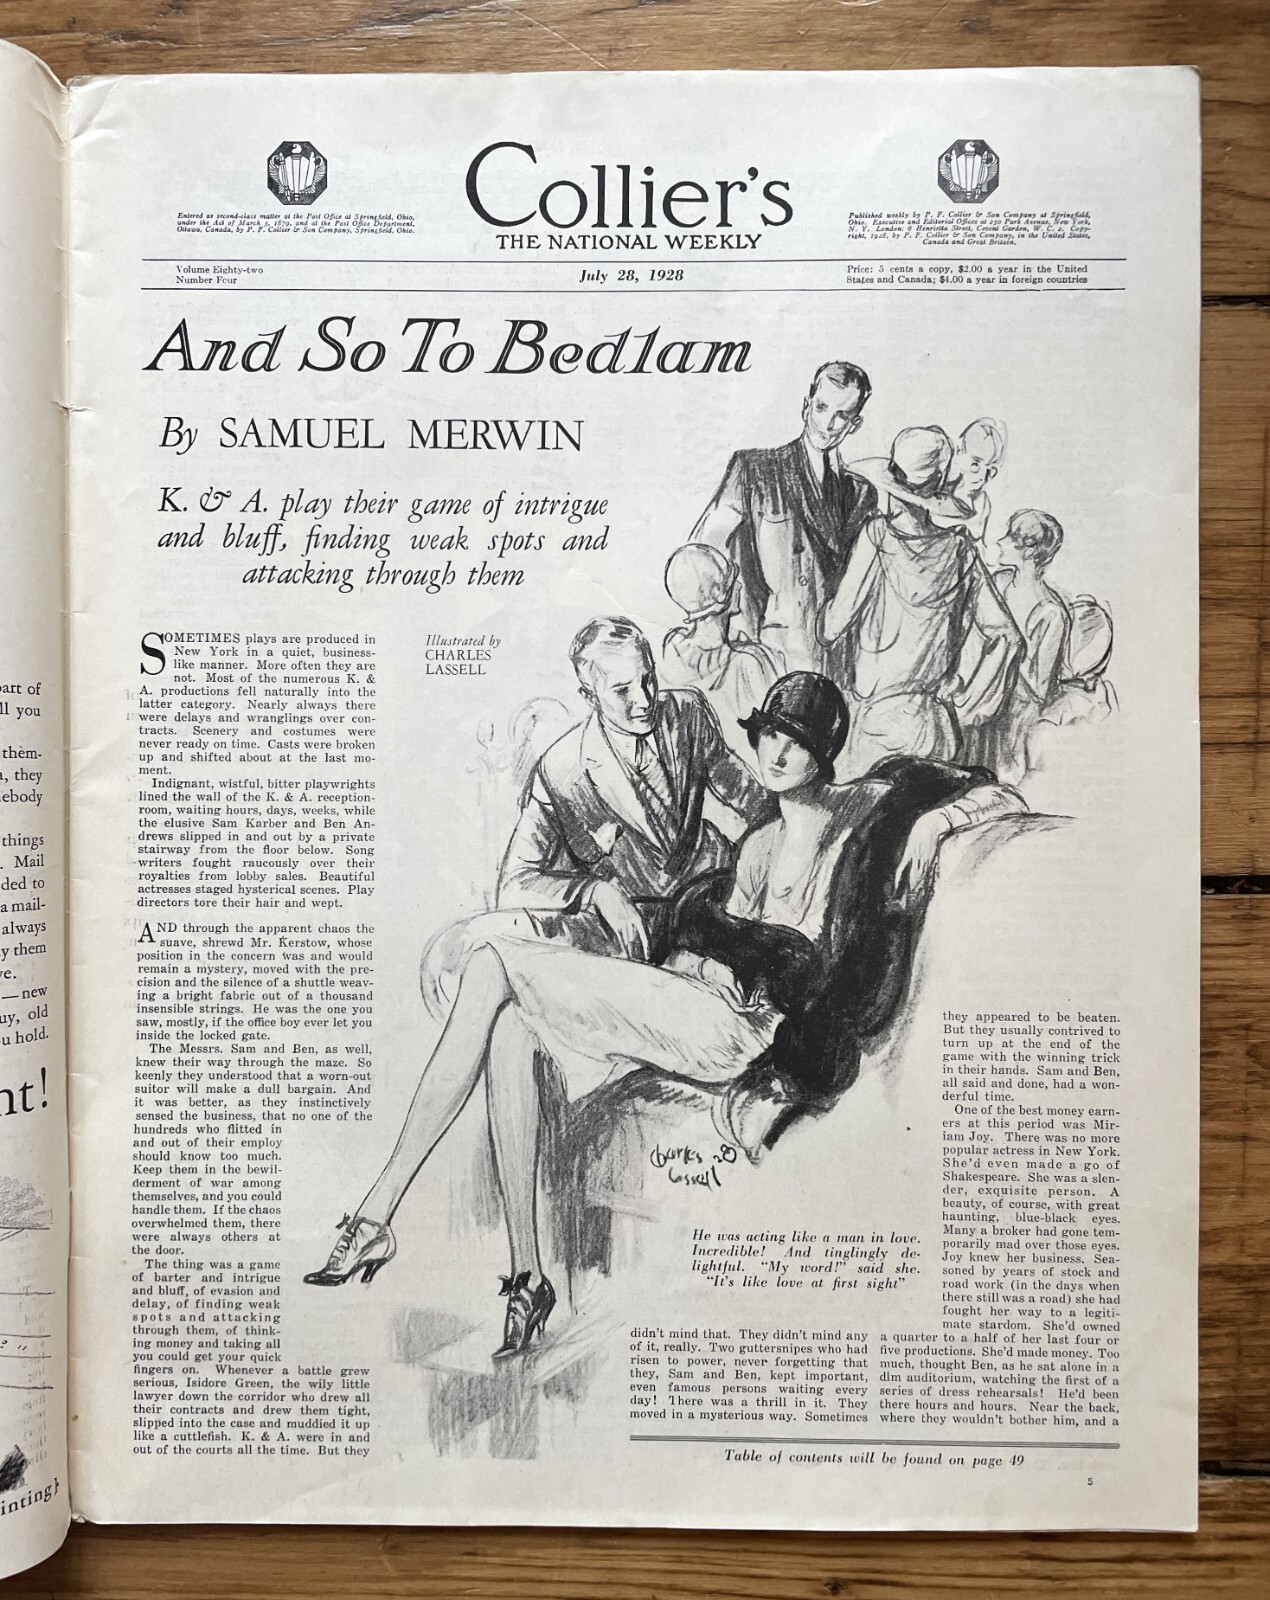 art of
ll you
them-
, they
ebody
things
. Mail
ded to
a mail-
always
y them
ve.
— new
uy, old
u hold.
nt!
inting
Collier's
THE NATIONAL WEEKLY
Entered as second-class matter at the Post Office at Springfield, Ohio,
under the Act of March 3, 1879, and at the Post Office Department,
Ottawa, Canada, by P. F. Collier & Son Company, Springfield, Ohio.
Published weekly by P. F. Collier & Son Company at Springfield,
Ohio. Executive and Editorial Offices at 250 Park Avenue, New York,
N. Y. London: 6 Henrietta Street, Covent Garden, W. C. 2. Copy-
right, 1928, by P. F. Collier & Son Company, in the United States,
Canada and Great Britain.
Volume Eighty-two
Number Four
July 28, 1928
Price: 5 cents a copy, $2.00 a year in the United
States and Canada; $4.00 a year in foreign countries
And So To Bedlam
By SAMUEL MERWIN
K. & A. play their game of intrigue
and bluff, finding weak spots and
attacking through them
Illustrated by
CHARLES
LASSELL
SOMETIMES plays are produced in
New York in a quiet, business-
like manner. More often they are
not. Most of the numerous K. &
A. productions fell naturally into the
latter category. Nearly always there
were delays and wranglings over con-
tracts. Scenery and costumes were
never ready on time. Casts were broken
up and shifted about at the last mo-
ment.
Indignant, wistful, bitter playwrights
lined the wall of the K. & A. reception-
room, waiting hours, days, weeks, while
the elusive Sam Karber and Ben An-
drews slipped in and out by a private
stairway from the floor below. Song
writers fought raucously over their
royalties from lobby sales. Beautiful
actresses staged hysterical scenes. Play
directors tore their hair and wept.
AND through the apparent chaos the
suave, shrewd Mr. Kerstow, whose
position in the concern was and would
remain a mystery, moved with the pre-
cision and the silence of a shuttle weav-
ing a bright fabric out of a thousand
insensible strings. He was the one you
saw, mostly, if the office boy ever let you
inside the locked gate.
The Messrs. Sam and Ben, as well,
knew their way through the maze. So
keenly they understood that a worn-out
suitor will make a dull bargain. And
it was better, as they instinctively
sensed the business, that no one of the
hundreds who flitted in
and out of their employ
should know too much.
Keep them in the bewil-
derment of war among
themselves, and you could
handle them. If the chaos
overwhelmed them, there
were always others at
the door.
The thing was a game
of barter and intrigue
and bluff, of evasion and
delay, of finding weak
spots and attacking
through them, of think-
ing money and taking all
you could get your quick
fingers on. Whenever a battle grew
serious, Isidore Green, the wily little
lawyer down the corridor who drew all
their contracts and drew them tight,
slipped into the case and muddied it up
like a cuttlefish. K. & A. were in and
out of the courts all the time. But they
Charles 28
Lassell
He was acting like a man in love.
Incredible! And tinglingly de-
lightful. "My word!" said she.
"It's like love at first sight"
didn't mind that. They didn't mind any
of it, really. Two guttersnipes who had
risen to power, never forgetting that
they, Sam and Ben, kept important,
even famous persons waiting every
day! There was a thrill in it. They
moved in a mysterious way. Sometimes
they appeared to be beaten.
But they usually contrived to
turn up at the end of the
game with the winning trick
in their hands. Sam and Ben,
all said and done, had a won-
derful time.
One of the best money earn-
ers at this period was Mir-
iam Joy. There was no more
popular actress in New York.
She'd even made a go of
Shakespeare. She was a slen-
der, exquisite person. A
beauty, of course, with great
haunting, blue-black eyes.
Many a broker had gone tem-
porarily mad over those eyes.
Joy knew her business. Sea-
soned by years of stock and
road work (in the days when
there still was a road) she had
fought her way to a legiti-
mate stardom. She'd owned
a quarter to a half of her last four or
five productions. She'd made money. Too
much, thought Ben, as he sat alone in a
dim auditorium, watching the first of a
series of dress rehearsals! He'd been
there hours and hours. Near the back,
where they wouldn't bother him, and a
Table of contents will be found on page 49
5